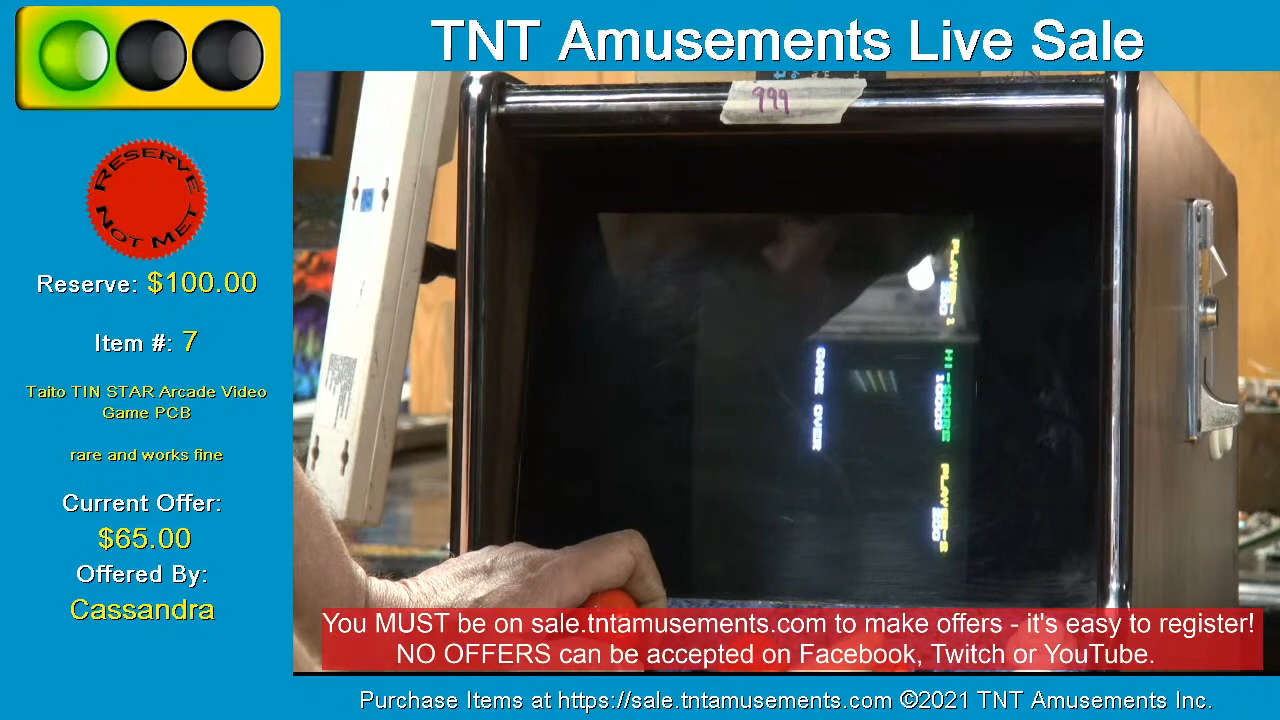 TNT Amusements Live Sale
999
RESERVE
NOT MET
Reserve: $100.00
Item #: 7
Taito TIN STAR Arcade Video
Game PCB
rare and works fine
Current Offer:
$65.00
Offered By:
Cassandra
PLAYER-1
HI-SCORE
10000
PLAYER-2
GAME OVER
You MUST be on sale.tntamusements.com to make offers - it's easy to register!
NO OFFERS can be accepted on Facebook, Twitch or YouTube.
Purchase Items at https://sale.tntamusements.com ©2021 TNT Amusements Inc.